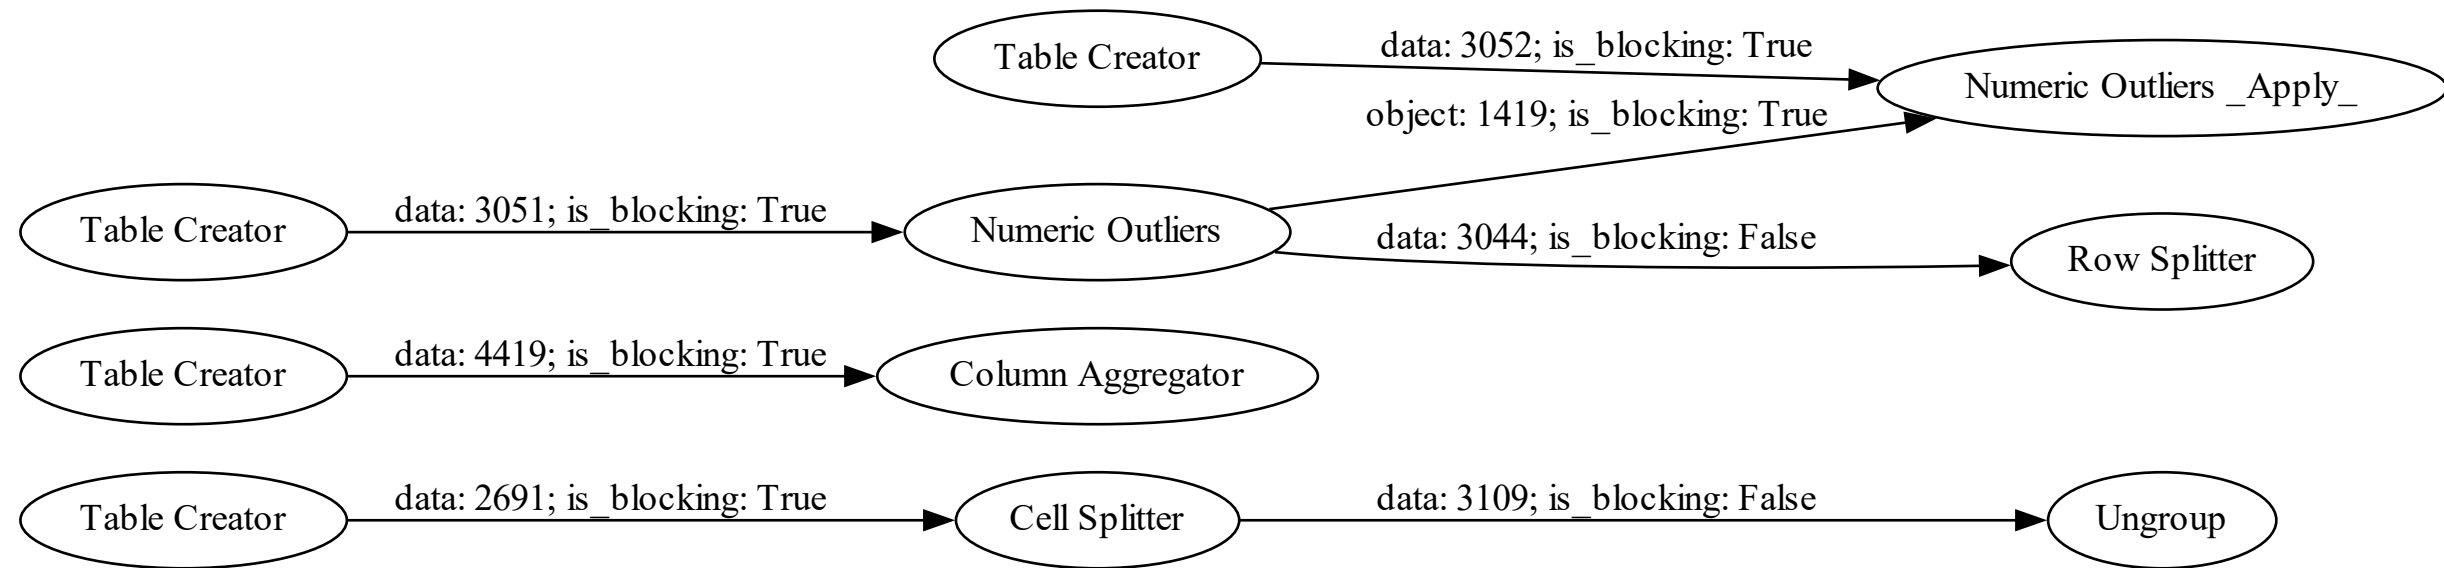 Table Creator
data: 3052; is_blocking: True
Numeric Outliers _Apply_
object: 1419; is_blocking: True
Table Creator
data: 3051; is_blocking: True
Numeric Outliers
data: 3044; is_blocking: False
Row Splitter
Table Creator
data: 4419; is_blocking: True
Column Aggregator
Table Creator
data: 2691; is_blocking: True
Cell Splitter
data: 3109; is_blocking: False
Ungroup